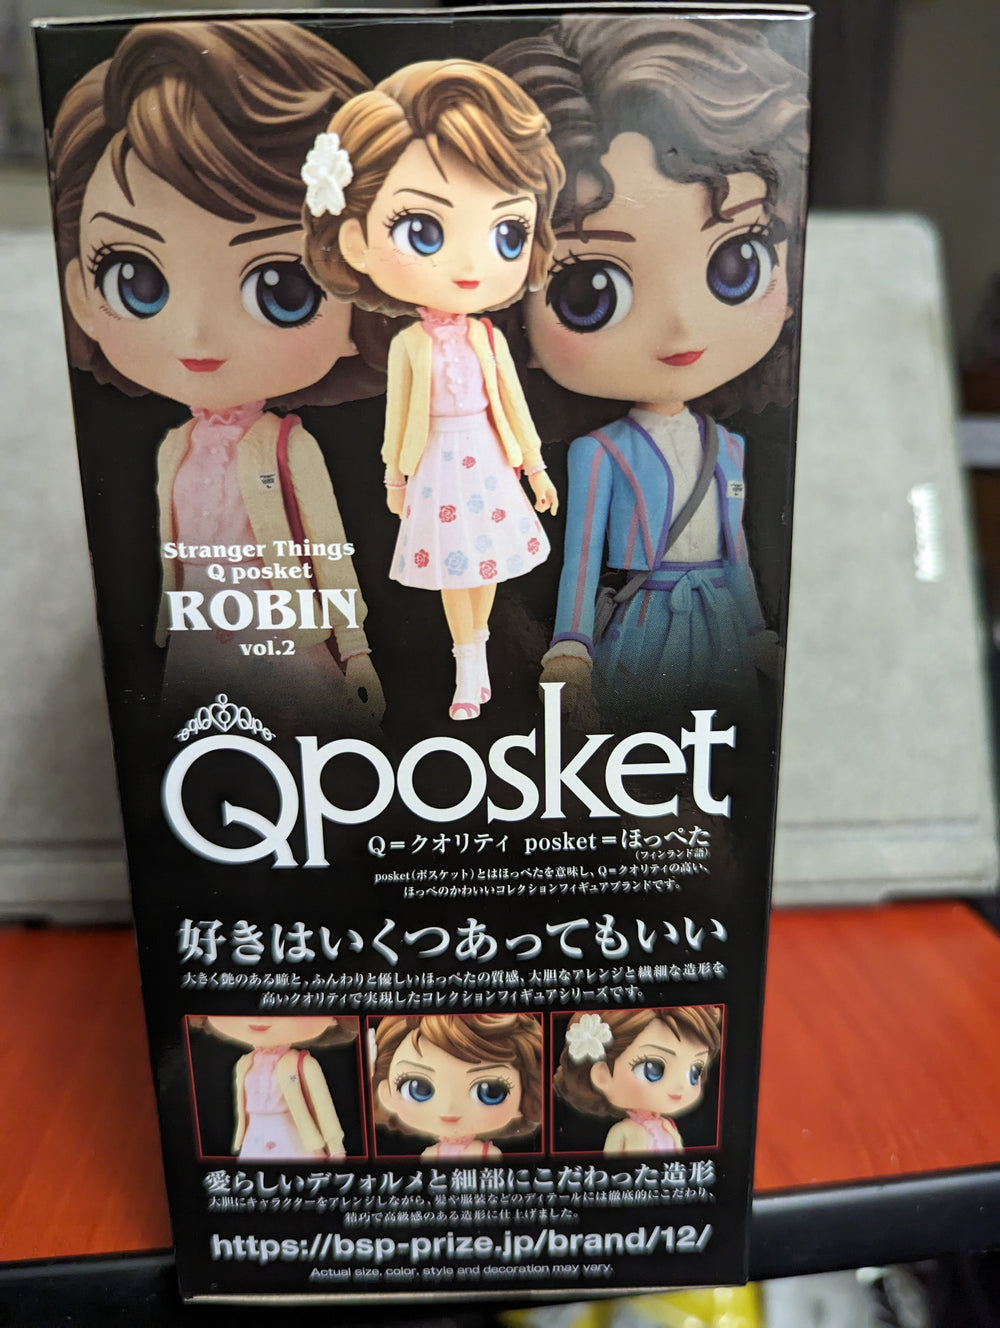 Stranger Things
Q posket
ROBIN
vol.2
Qposket
Q＝クオリティ posket＝ほっぺた
（フィンランド語）
posket（ポスケット）とはほっぺたを意味し、Q＝クオリティの高い、
ほっぺのかわいいコレクションフィギュアブランドです。
好きはいくつあってもいい
大きく艶のある瞳と、ふんわりと優しいほっぺたの質感、大胆なアレンジと繊細な造形を
高いクオリティで実現したコレクションフィギュアシリーズです。
愛らしいデフォルメと細部にこだわった造形
大胆にキャラクターをアレンジしながら、髪や服装などのディテールには徹底的にこだわり、
精巧で高級感のある造形に仕上げました。
https://bsp-prize.jp/brand/12/
Actual size, color, style and decoration may vary.